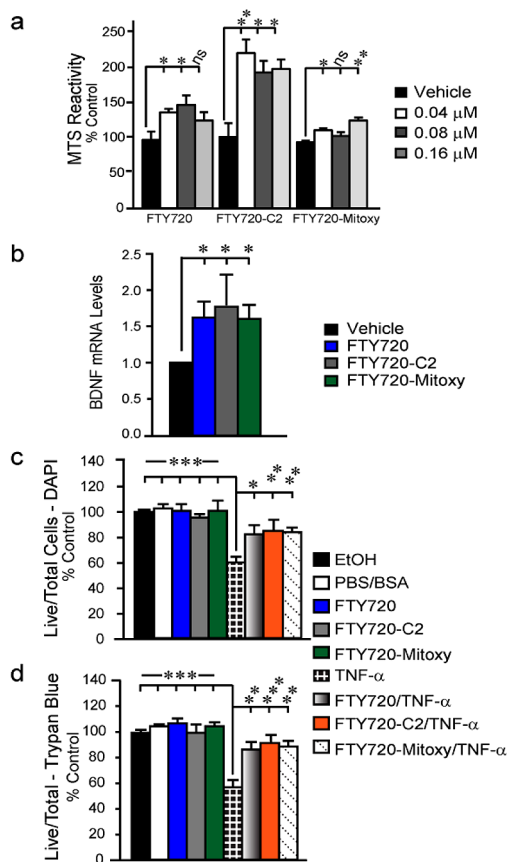 a
MTS Reactivity
% Control
250
200
150
100
50
0
* * ns
** * *
* ns **
FTY720 FTY720-C2 FTY720-Mitoxy
Vehicle
0.04 µM
0.08 µM
0.16 µM
b
BDNF mRNA Levels
2.5
2.0
1.5
1.0
0.5
0.0
* * *
Vehicle
FTY720
FTY720-C2
FTY720-Mitoxy
c
Live/Total Cells - DAPI
% Control
140
120
100
80
60
40
20
0
***
* ** **
EtOH
PBS/BSA
FTY720
FTY720-C2
FTY720-Mitoxy
TNF-α
FTY720/TNF-α
FTY720-C2/TNF-α
FTY720-Mitoxy/TNF-α
d
Live/Total - Trypan Blue
% Control
140
120
100
80
60
40
20
0
***
** ** **